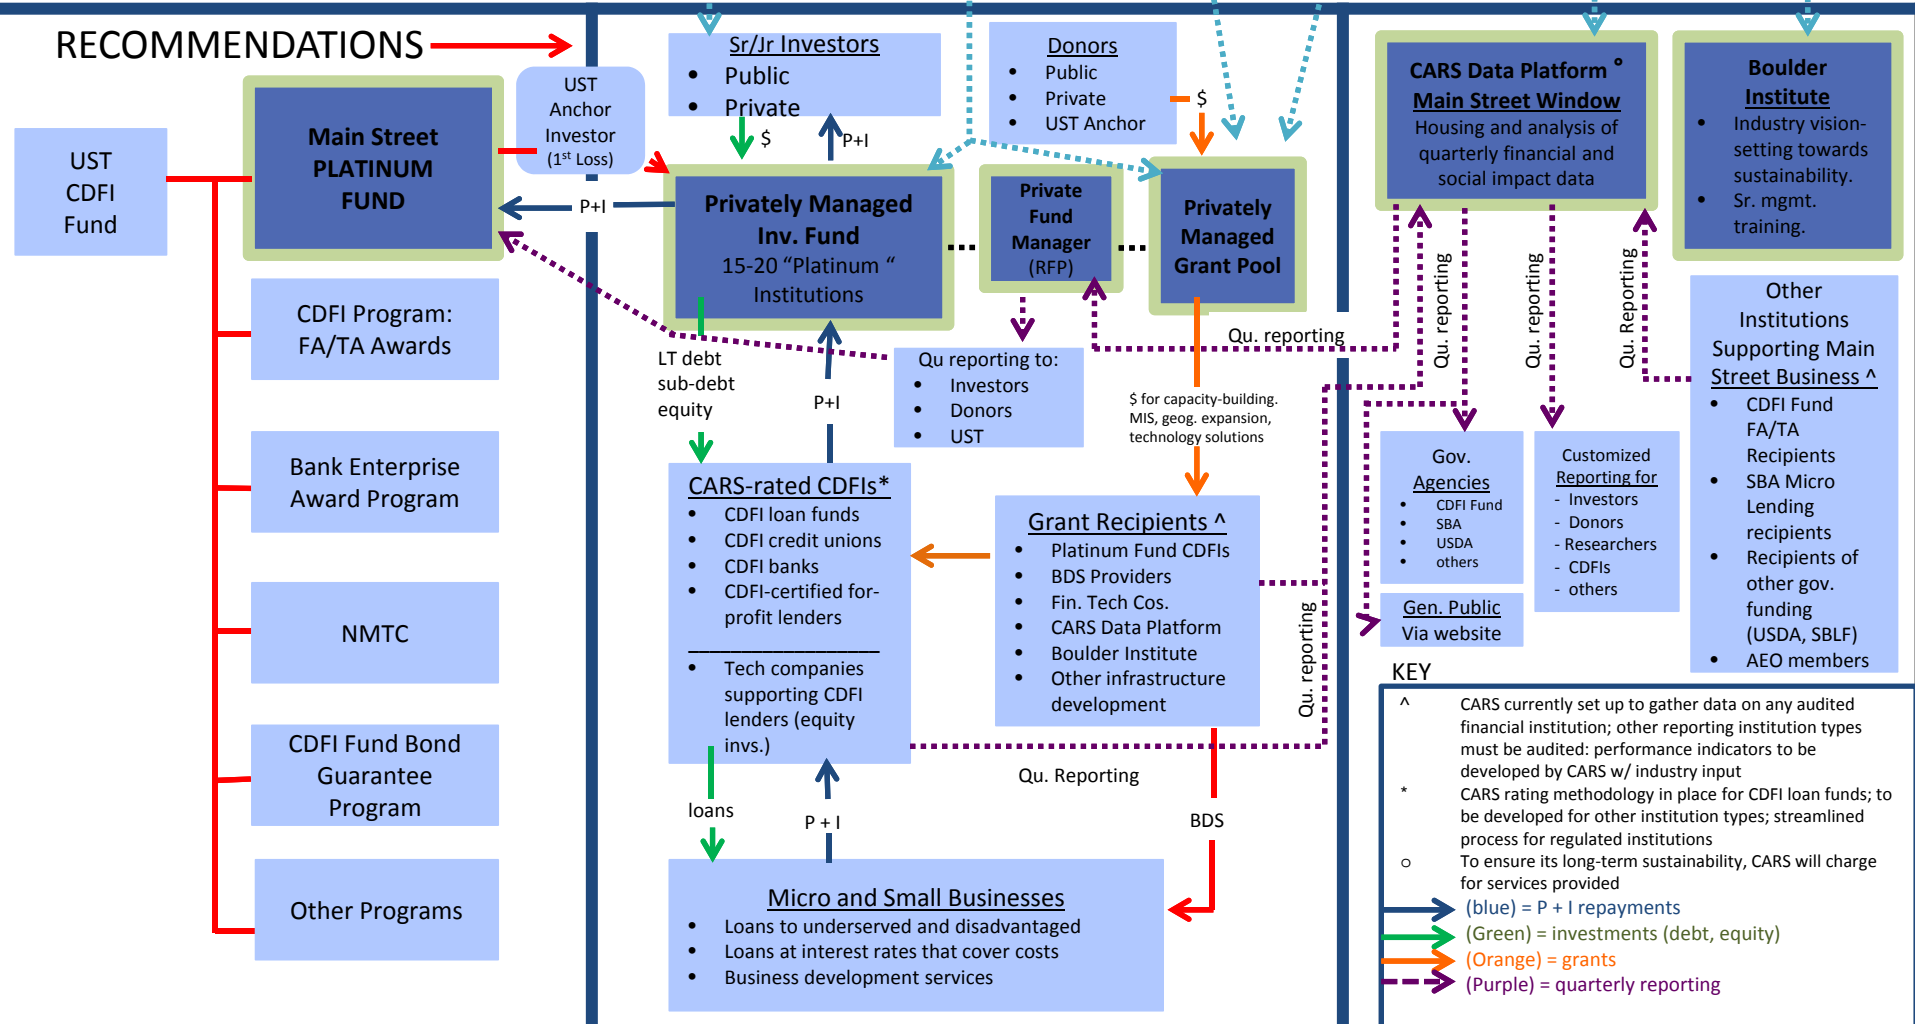 RECOMMENDATIONS
UST
CDFI
Fund
Main Street
PLATINUM
FUND
CDFI Program:
FA/TA Awards
Bank Enterprise
Award Program
NMTC
CDFI Fund Bond
Guarantee
Program
Other Programs
UST
Anchor
Investor
(1st Loss)
P+I
Sr/Jr Investors
• Public
• Private
$
P+I
Donors
• Public
• Private
• UST Anchor
$
Privately Managed
Inv. Fund
15-20 “Platinum “
Institutions
Private
Fund
Manager
(RFP)
Privately
Managed
Grant Pool
LT debt
sub-debt
equity
P+I
Qu reporting to:
• Investors
• Donors
• UST
Qu. reporting
$ for capacity-building.
MIS, geog. expansion,
technology solutions
CARS-rated CDFIs*
• CDFI loan funds
• CDFI credit unions
• CDFI banks
• CDFI-certified for-
profit lenders
___________________
• Tech companies
supporting CDFI
lenders (equity
invs.)
Grant Recipients ^
• Platinum Fund CDFIs
• BDS Providers
• Fin. Tech Cos.
• CARS Data Platform
• Boulder Institute
• Other infrastructure
development
Qu. reporting
Qu. Reporting
loans
P + I
BDS
Micro and Small Businesses
• Loans to underserved and disadvantaged
• Loans at interest rates that cover costs
• Business development services
CARS Data Platform °
Main Street Window
Housing and analysis of
quarterly financial and
social impact data
Boulder
Institute
• Industry vision-
setting towards
sustainability.
• Sr. mgmt.
training.
Qu. reporting
Qu. reporting
Qu. Reporting
Gov.
Agencies
• CDFI Fund
• SBA
• USDA
• others
Customized
Reporting for
- Investors
- Donors
- Researchers
- CDFIs
- others
Gen. Public
Via website
Other
Institutions
Supporting Main
Street Business ^
• CDFI Fund
FA/TA
Recipients
• SBA Micro
Lending
recipients
• Recipients of
other gov.
funding
(USDA, SBLF)
• AEO members
KEY
^ CARS currently set up to gather data on any audited
financial institution; other reporting institution types
must be audited: performance indicators to be
developed by CARS w/ industry input
* CARS rating methodology in place for CDFI loan funds; to
be developed for other institution types; streamlined
process for regulated institutions
o To ensure its long-term sustainability, CARS will charge
for services provided
(blue) = P + I repayments
(Green) = investments (debt, equity)
(Orange) = grants
(Purple) = quarterly reporting